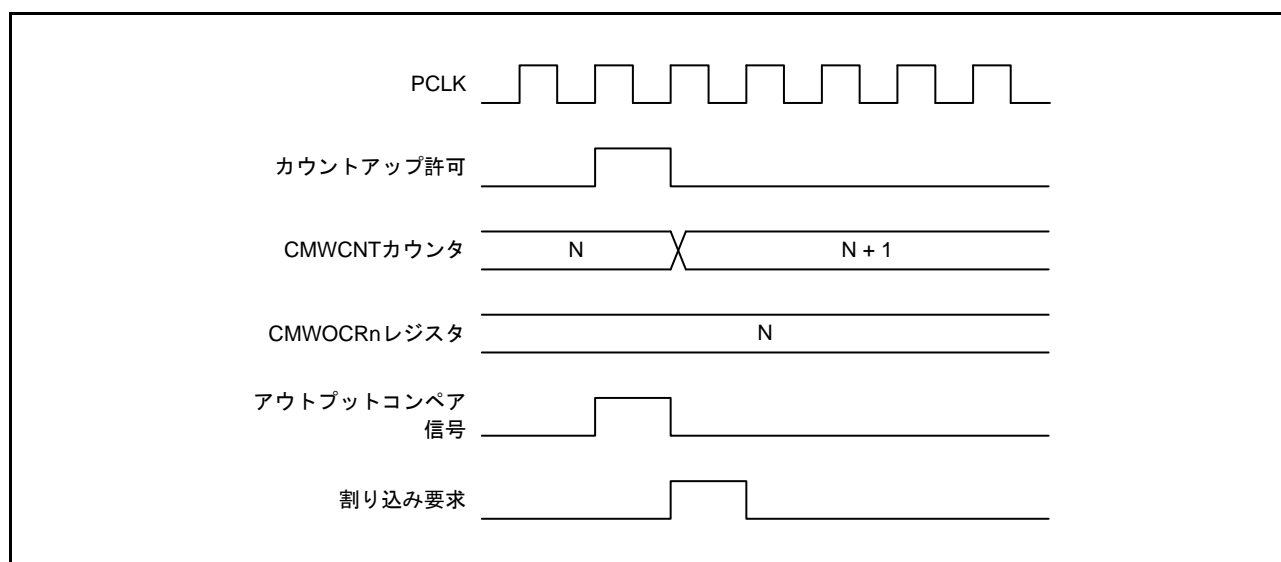 PCLK
カウントアップ許可
CMWCNTカウンタ
N
N + 1
CMWOCRnレジスタ
N
アウトプットコンペア
信号
割り込み要求